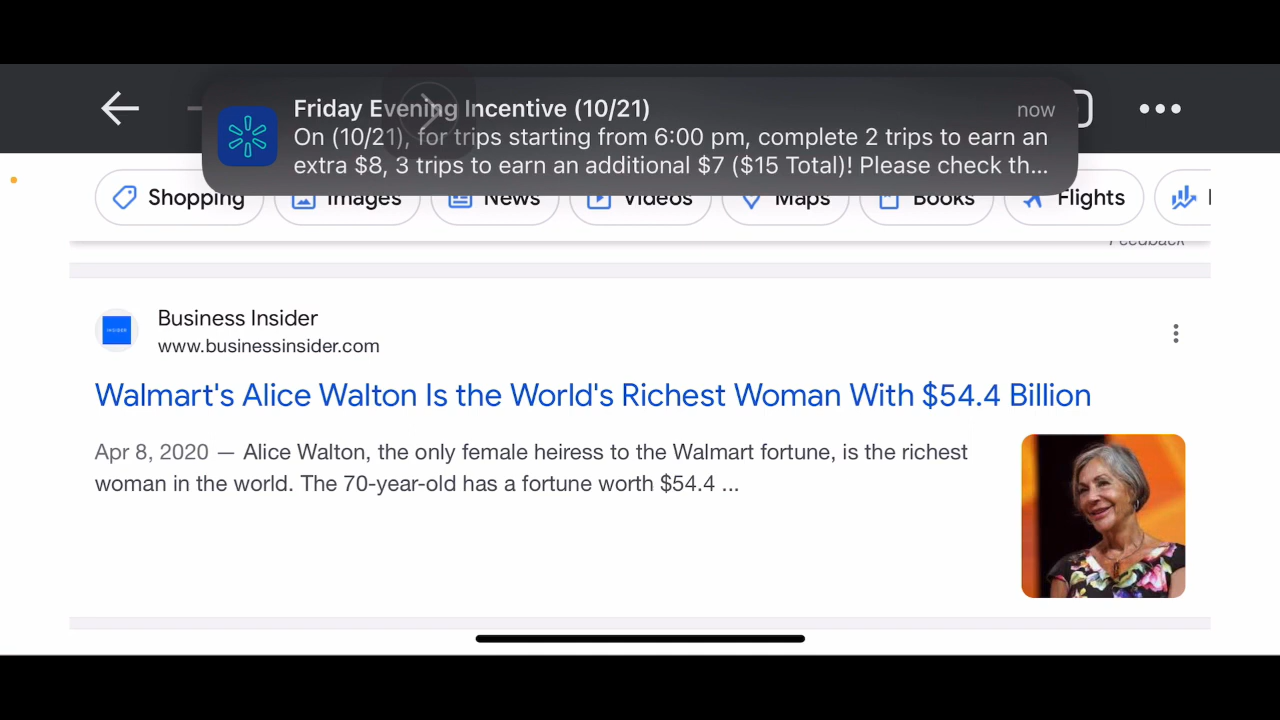 Friday Evening Incentive (10/21)
now
On (10/21), for trips starting from 6:00 pm, complete 2 trips to earn an
extra $8, 3 trips to earn an additional $7 ($15 Total)! Please check th...
Shopping
Images
News
Videos
Maps
Books
Flights
Feedback
Business Insider
www.businessinsider.com
INSIDER
Walmart's Alice Walton Is the World's Richest Woman With $54.4 Billion
Apr 8, 2020 — Alice Walton, the only female heiress to the Walmart fortune, is the richest
woman in the world. The 70-year-old has a fortune worth $54.4 ...